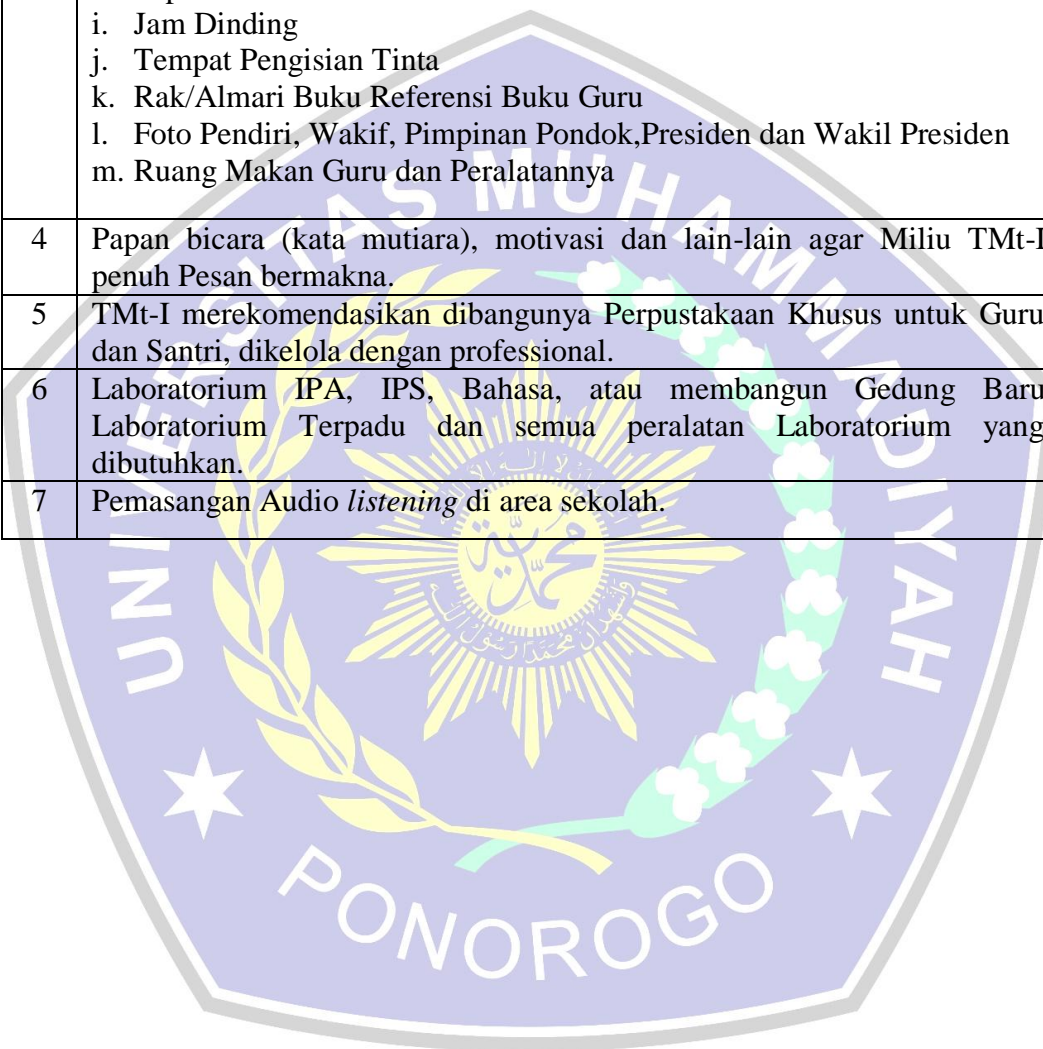 i. Jam Dinding
j. Tempat Pengisian Tinta
k. Rak/Almari Buku Referensi Buku Guru
l. Foto Pendiri, Wakif, Pimpinan Pondok,Presiden dan Wakil Presiden
m. Ruang Makan Guru dan Peralatannya
4 Papan bicara (kata mutiara), motivasi dan lain-lain agar Miliu TMt-I
penuh Pesan bermakna.
5 TMt-I merekomendasikan dibangunya Perpustakaan Khusus untuk Guru
dan Santri, dikelola dengan professional.
6 Laboratorium IPA, IPS, Bahasa, atau membangun Gedung Baru
Laboratorium Terpadu dan semua peralatan Laboratorium yang
dibutuhkan.
7 Pemasangan Audio listening di area sekolah.
UNIVERSITAS MUHAMMADIYAH
PONOROGO